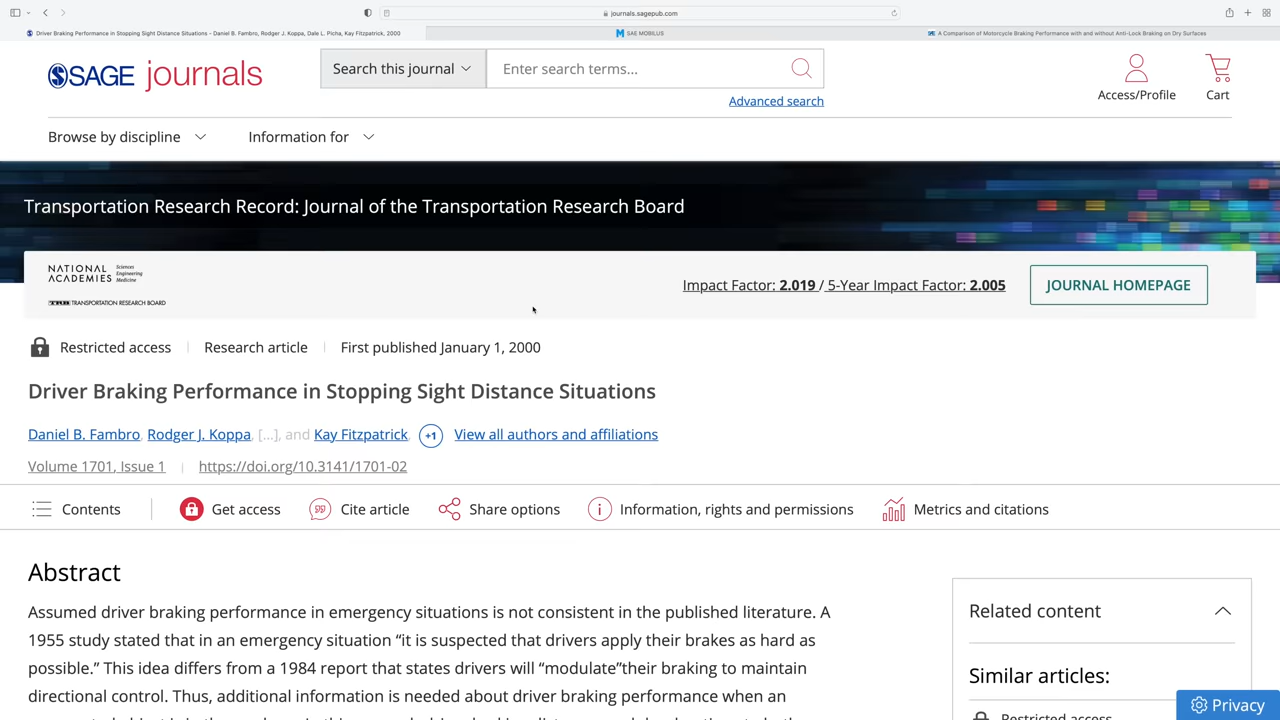 journals.sagepub.com
Driver Braking Performance in Stopping Sight Distance Situations - Daniel B. Fambro, Rodger J. Koppa, Dale L. Picha, Kay Fitzpatrick, 2000
SAE MOBILUS
A Comparison of Motorcycle Braking Performance with and without Anti-Lock Braking on Dry Surfaces
SAGE journals
Search this journal
Enter search terms...
Advanced search
Access/Profile
Cart
Browse by discipline
Information for
Transportation Research Record: Journal of the Transportation Research Board
NATIONAL ACADEMIES
Sciences
Engineering
Medicine
TRB TRANSPORTATION RESEARCH BOARD
Impact Factor: 2.019 / 5-Year Impact Factor: 2.005
JOURNAL HOMEPAGE
Restricted access
Research article
First published January 1, 2000
Driver Braking Performance in Stopping Sight Distance Situations
Daniel B. Fambro, Rodger J. Koppa, [...], and Kay Fitzpatrick +1 View all authors and affiliations
Volume 1701, Issue 1
https://doi.org/10.3141/1701-02
Contents
Get access
Cite article
Share options
Information, rights and permissions
Metrics and citations
Abstract
Assumed driver braking performance in emergency situations is not consistent in the published literature. A
1955 study stated that in an emergency situation “it is suspected that drivers apply their brakes as hard as
possible.” This idea differs from a 1984 report that states drivers will “modulate”their braking to maintain
directional control. Thus, additional information is needed about driver braking performance when an
Related content
Similar articles:
Restricted access
Privacy